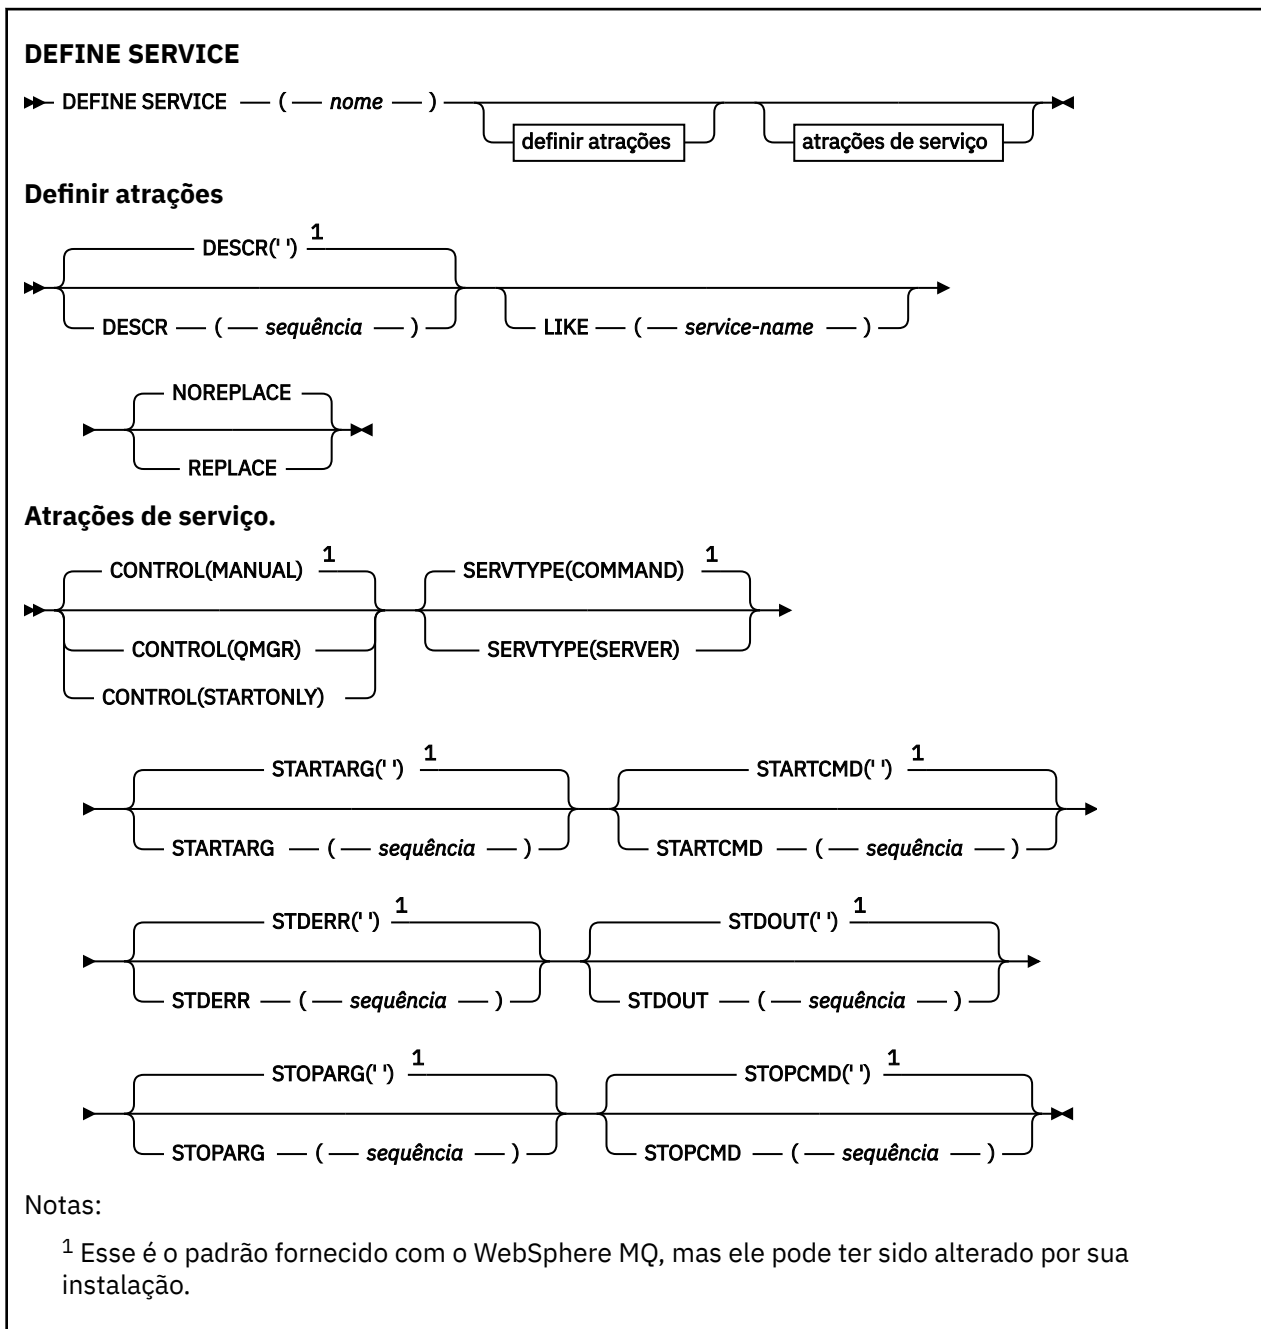 DEFINE SERVICE
DEFINE SERVICE ( nome )
definir atrações atrações de serviço
Definir atrações
DESCR(' ') 1
DESCR ( sequência ) LIKE ( service-name )
NOREPLACE
REPLACE
Atrações de serviço.
CONTROL(MANUAL) 1 SERVTYPE(COMMAND) 1
CONTROL(QMGR) SERVTYPE(SERVER)
CONTROL(STARTONLY)
STARTARG(' ') 1 STARTCMD(' ') 1
STARTARG ( sequência ) STARTCMD ( sequência )
STDERR(' ') 1 STDOUT(' ') 1
STDERR ( sequência ) STDOUT ( sequência )
STOPARG(' ') 1 STOPCMD(' ') 1
STOPARG ( sequência ) STOPCMD ( sequência )
Notas:
1 Esse é o padrão fornecido com o WebSphere MQ, mas ele pode ter sido alterado por sua
instalação.